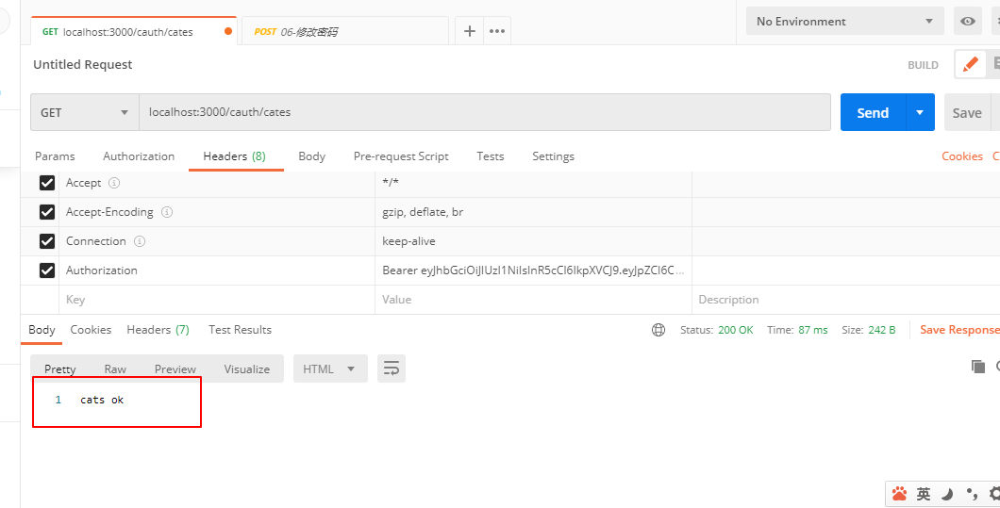 GET localhost:3000/cauth/cates
POST 06-修改密码
No Environment
Untitled Request
BUILD
GET
localhost:3000/cauth/cates
Send
Save
Params Authorization Headers (8) Body Pre-request Script Tests Settings Cookies C
Accept */*
Accept-Encoding gzip, deflate, br
Connection keep-alive
Authorization Bearer eyJhbGciOiJIUzI1NiIsInR5cCI6IkpXVCJ9.eyJpZCI6C...
Key Value Description
Body Cookies Headers (7) Test Results Status: 200 OK Time: 87 ms Size: 242 B Save Response
Pretty Raw Preview Visualize HTML
1 cats ok
英